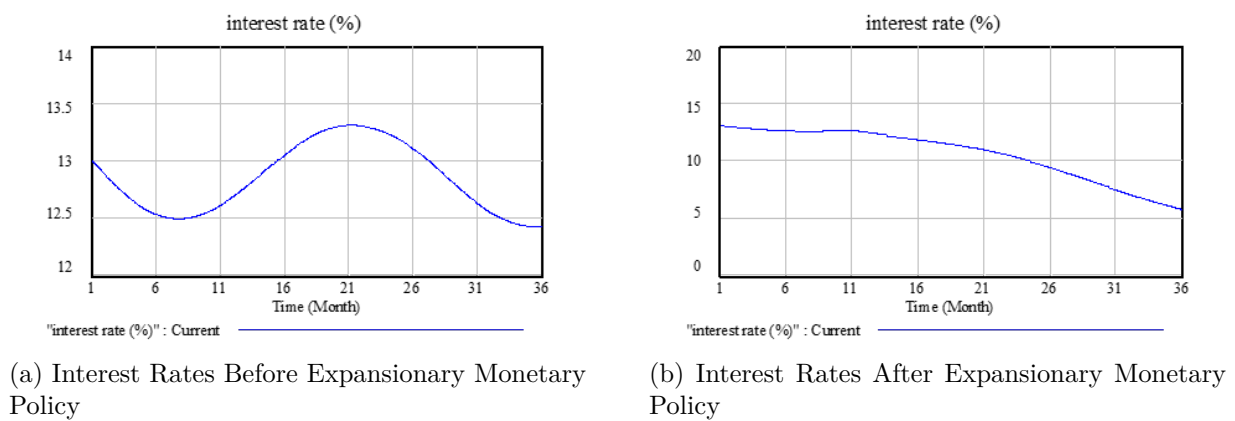 interest rate (%)
14
13.5
13
12.5
12
1 6 11 16 21 26 31 36
Time (Month)
"interest rate (%)" : Current
(a) Interest Rates Before Expansionary Monetary
Policy
interest rate (%)
20
15
10
5
0
1 6 11 16 21 26 31 36
Time (Month)
"interest rate (%)" : Current
(b) Interest Rates After Expansionary Monetary
Policy